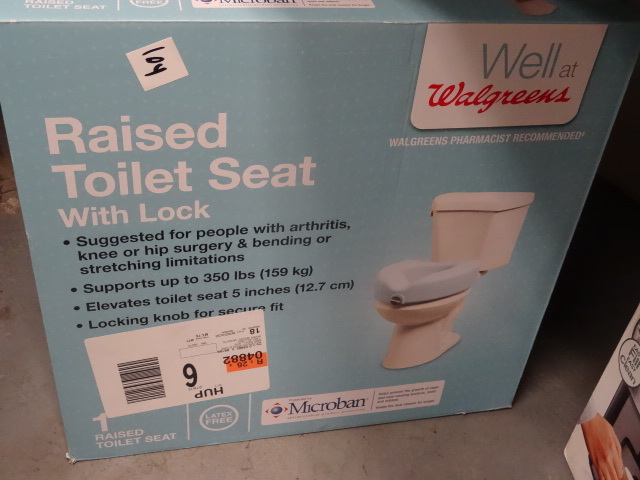 RAISED
TOILET SEAT
FREE
Microban
104
Well at
Walgreens
WALGREENS PHARMACIST RECOMMENDED
Raised
Toilet Seat
With Lock
• Suggested for people with arthritis,
knee or hip surgery & bending or
stretching limitations
• Supports up to 350 lbs (159 kg)
• Elevates toilet seat 5 inches (12.7 cm)
• Locking knob for secure fit
18
R - 26
04882
6
HUP
1
RAISED
TOILET SEAT
LATEX
FREE
Microban